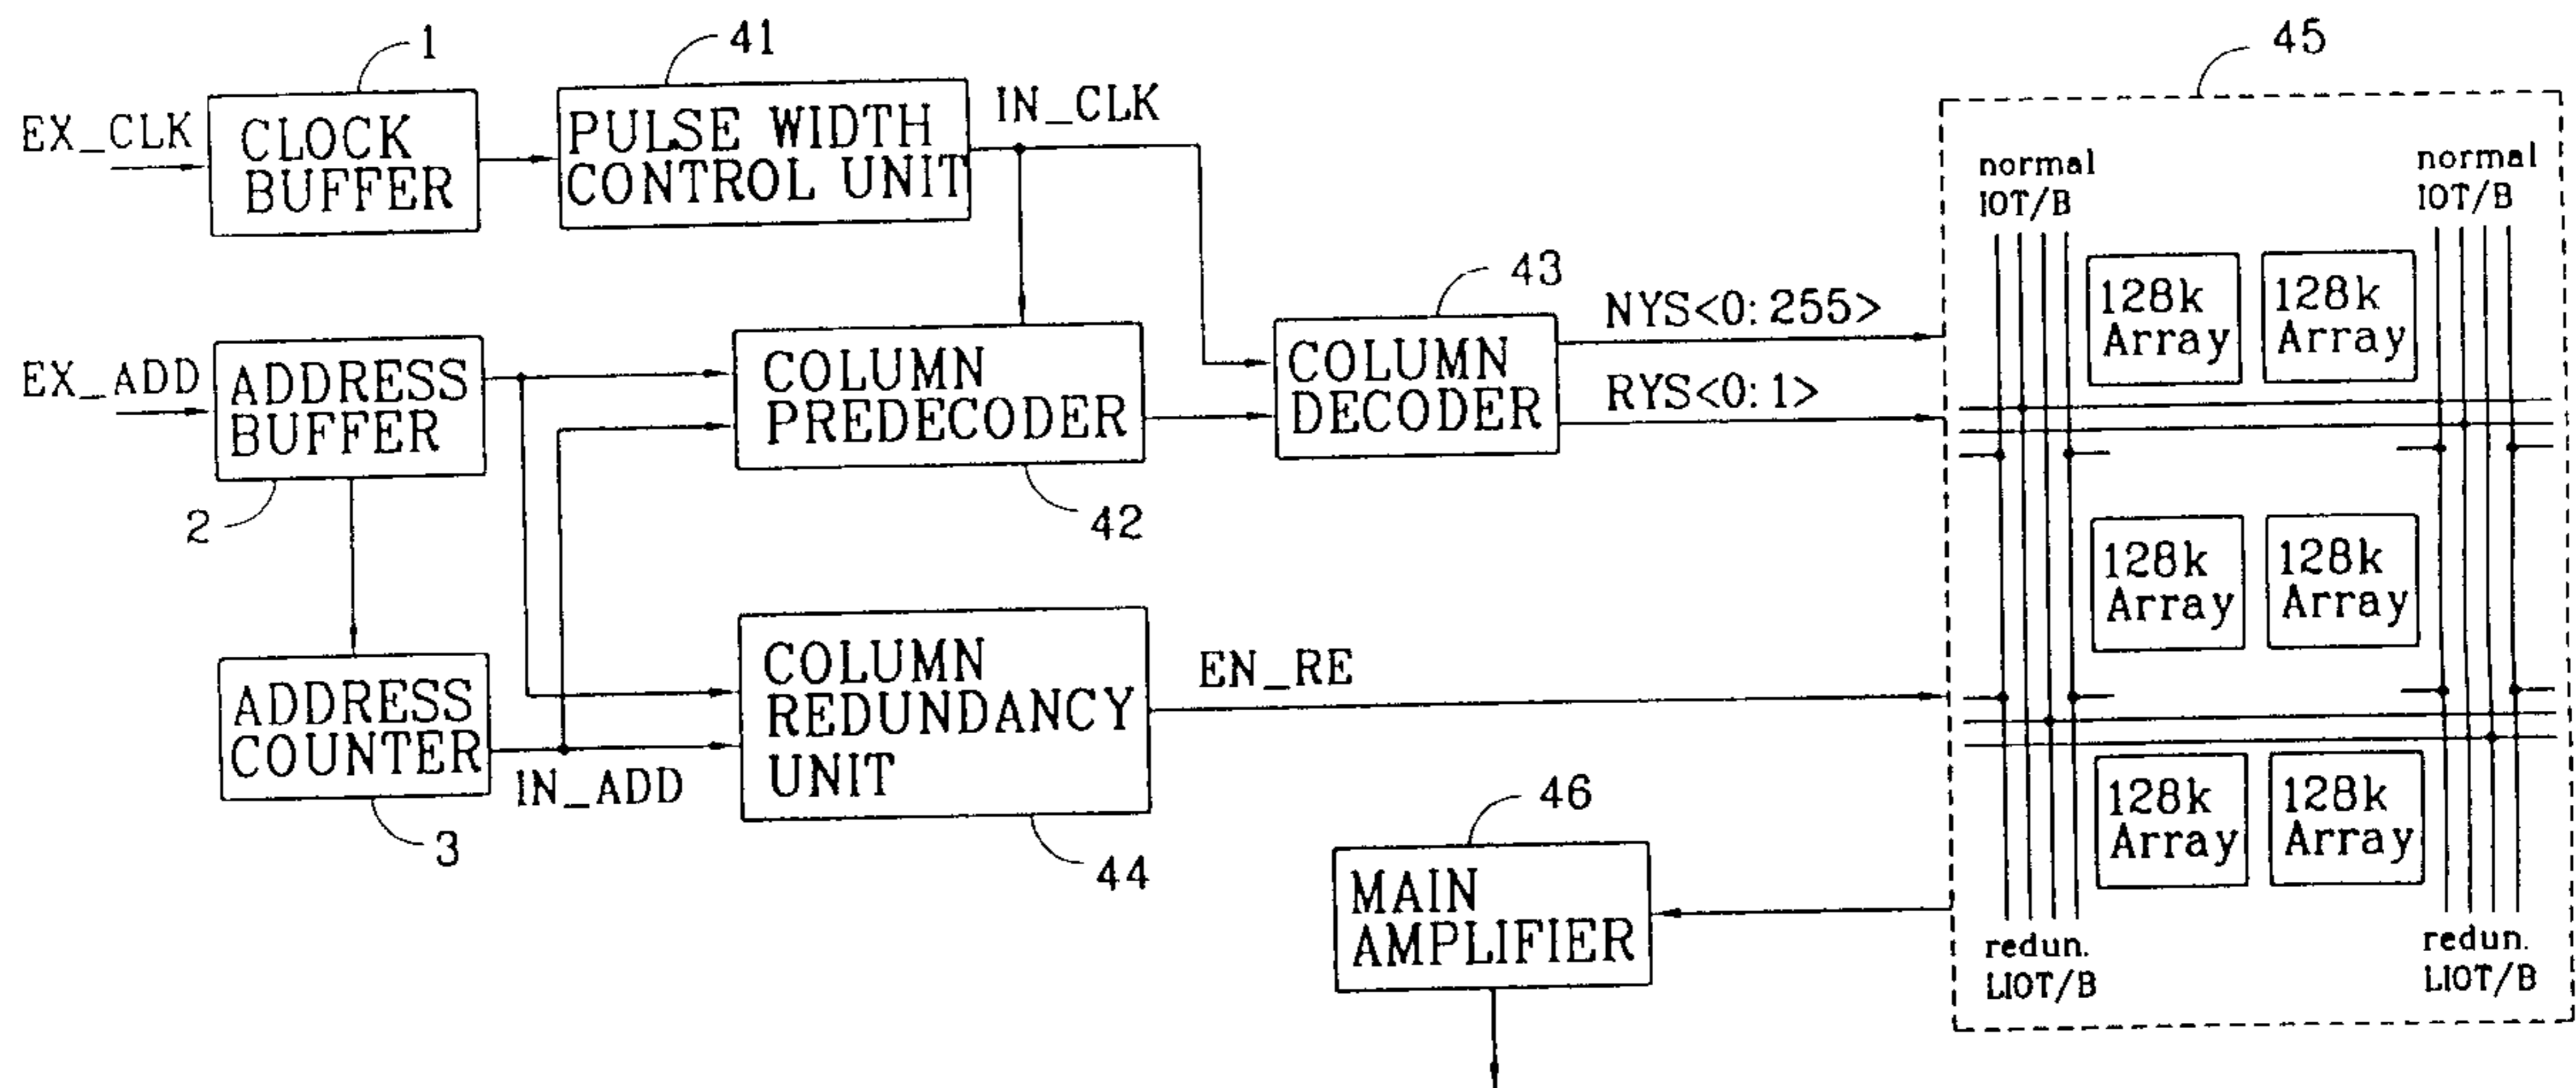 1
41
45
EX_CLK
CLOCK
BUFFER
PULSE WIDTH
CONTROL UNIT
IN_CLK
normal
IOT/B
normal
IOT/B
43
EX_ADD
ADDRESS
BUFFER
2
COLUMN
PREDECODER
42
COLUMN
DECODER
NYS<0:255>
RYS<0:1>
128k
Array
128k
Array
128k
Array
128k
Array
128k
Array
128k
Array
ADDRESS
COUNTER
3
IN_ADD
COLUMN
REDUNDANCY
UNIT
44
EN_RE
46
MAIN
AMPLIFIER
redun.
LIOT/B
redun.
LIOT/B